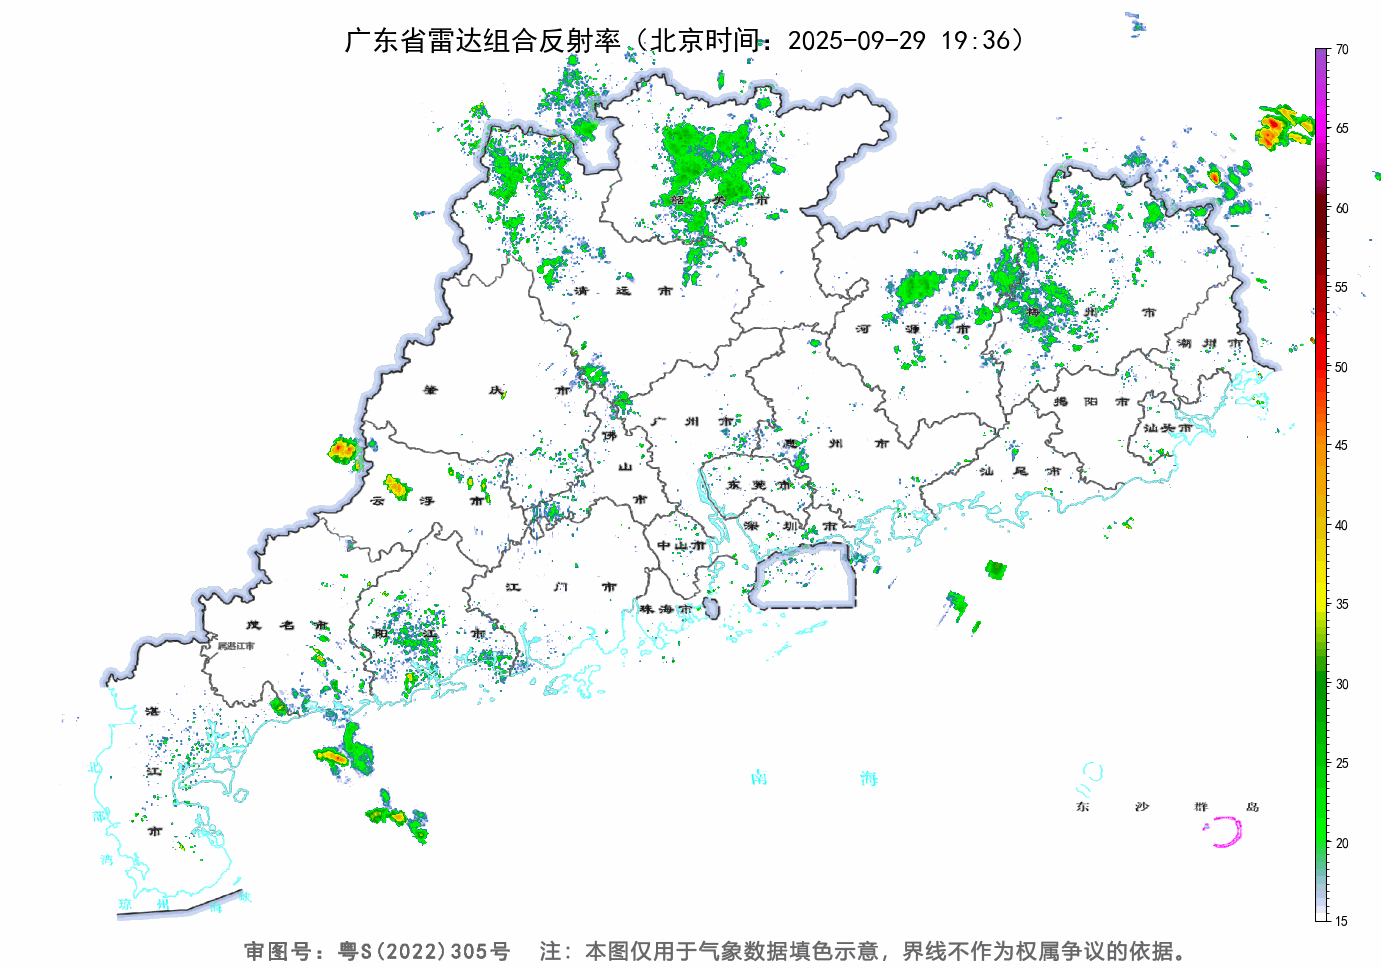 广东省雷达组合反射率（北京时间：2025-09-29 19:36）
70
65
60
55
50
45
40
35
30
25
20
15
韶关市
清远市
河源市
梅州市
潮州市
肇庆市
广州市
佛山市
惠州市
揭阳市
汕头市
汕尾市
云浮市
东莞市
深圳市
中山市
江门市
珠海市
茂名市
属湛江市
阳江市
湛江市
北部湾
南海
东沙群岛
琼州海峡
审图号：粤S(2022)305号 注：本图仅用于气象数据填色示意，界线不作为权属争议的依据。